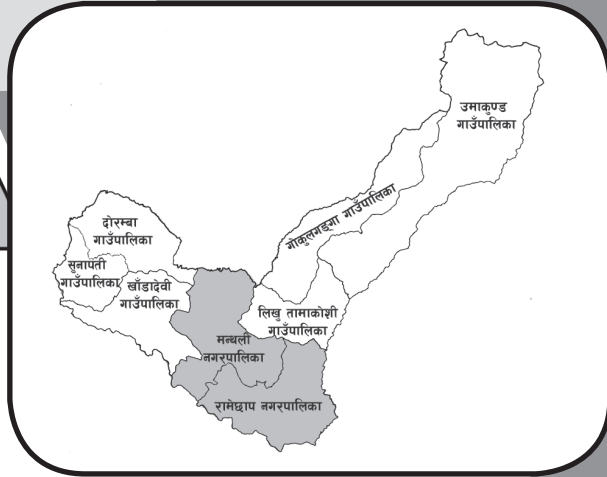 उमाकुण्ड
गाउँपालिका
गोकुलगङ्गा गाउँपालिका
दोरम्बा
गाउँपालिका
सुनापती
गाउँपालिका
खाँडादेवी
गाउँपालिका
लिखु तामाकोशी
गाउँपालिका
मन्थली
नगरपालिका
रामेछाप नगरपालिका